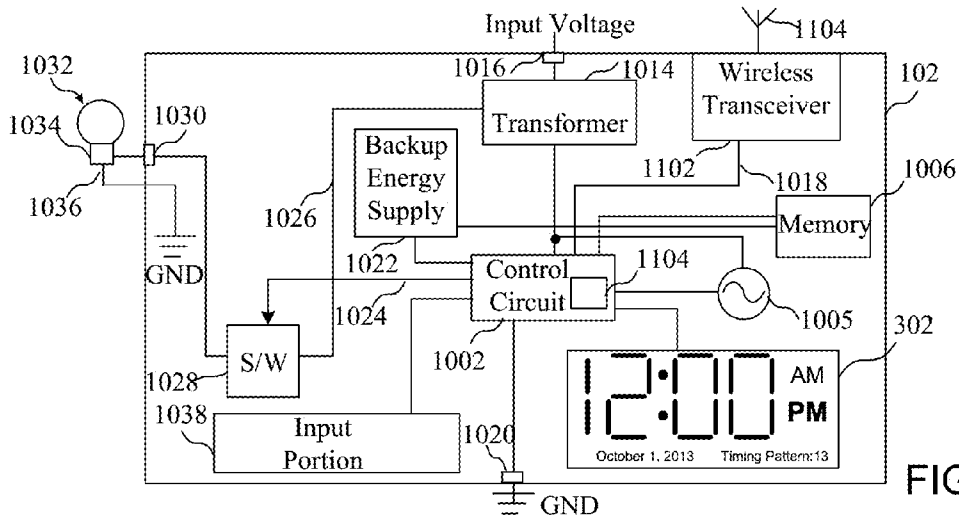 Input Voltage
1104
1032
1016
1014
Wireless
Transceiver
102
1034
1030
Transformer
1036
Backup
Energy
Supply
1102
1018
1006
1026
Memory
GND
1022
Control
Circuit
1104
1024
1005
1002
302
S/W
1028
12:00
AM
PM
1038
Input
Portion
1020
October 1, 2013
Timing Pattern:13
GND
FIG